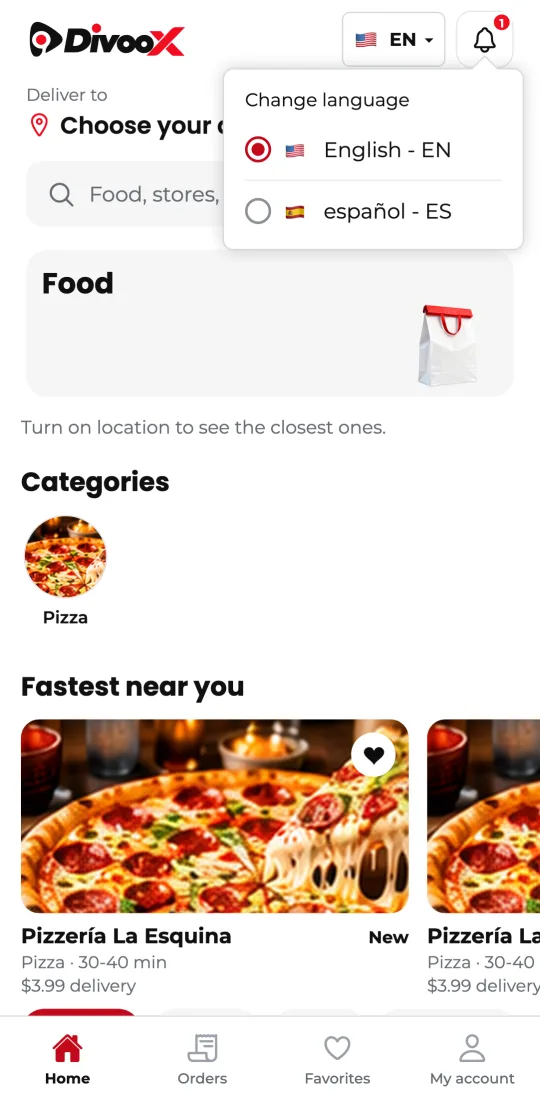 DivooX
EN
1
Change language
English - EN
español - ES
Deliver to
Choose your
Food, stores,
Food
Turn on location to see the closest ones.
Categories
Pizza
Fastest near you
Pizzería La Esquina
New
Pizza · 30-40 min
$3.99 delivery
Pizzería La
Pizza · 30-40
$3.99 delivery
Home
Orders
Favorites
My account